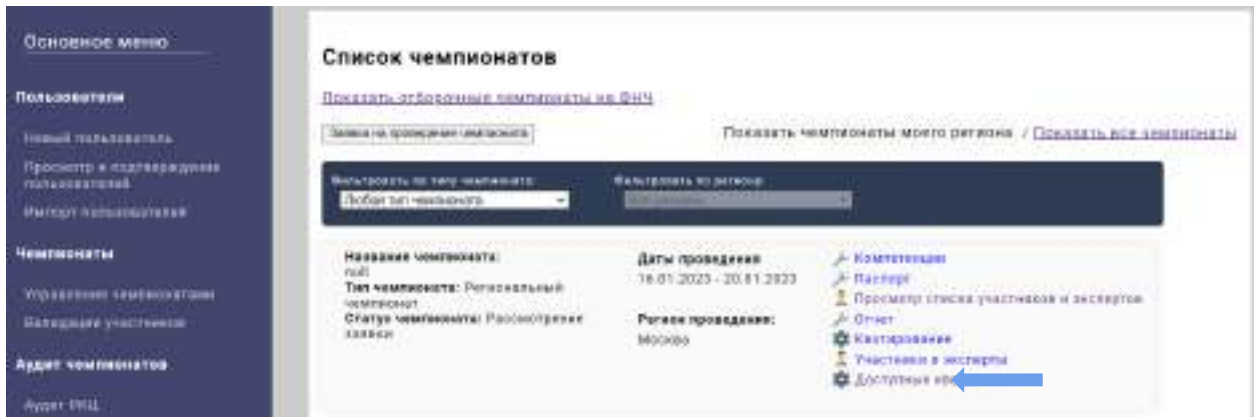 Основное меню
Пользователи
Новый пользователь
Просмотр и подтверждение
пользователей
Импорт пользователей
Чемпионаты
Управление чемпионатами
Валидация участников
Аудит чемпионатов
Аудит РКЦ
Список чемпионатов
Показать отборочные чемпионаты на ФНЧ
Заявка на проведение чемпионата
Показать чемпионаты моего региона / Показать все чемпионаты
Фильтровать по типу чемпионата:
Фильтровать по региону:
Любой тип чемпионата
Название чемпионата:
null
Тип чемпионата: Региональный
чемпионат
Статус чемпионата: Рассмотрение
заявки
Даты проведения
16.01.2023 - 20.01.2023
Регион проведения:
Москва
Компетенции
Паспорт
Просмотр списка участников и экспертов
Отчет
Квотирование
Участники и эксперты
Доступные